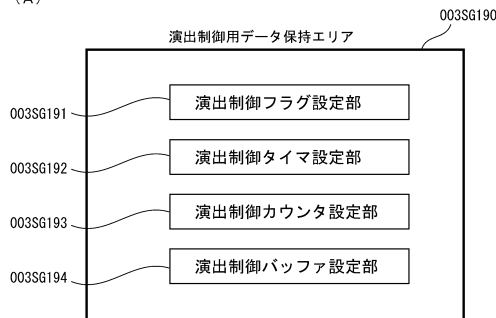 (A)
003SG190
演出制御用データ保持エリア
003SG191
演出制御フラグ設定部
003SG192
演出制御タイマ設定部
003SG193
演出制御カウンタ設定部
003SG194
演出制御バッファ設定部